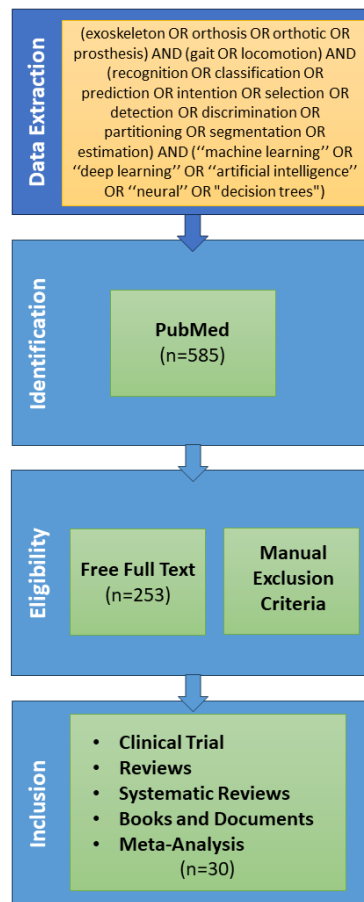 Data Extraction
(exoskeleton OR orthosis OR orthotic OR
prosthesis) AND (gait OR locomotion) AND
(recognition OR classification OR
prediction OR intention OR selection OR
detection OR discrimination OR
partitioning OR segmentation OR
estimation) AND (‘‘machine learning’’ OR
‘‘deep learning’’ OR ‘‘artificial intelligence’’
OR ‘‘neural’’ OR "decision trees")
Identification
PubMed
(n=585)
Eligibility
Free Full Text
(n=253)
Manual
Exclusion
Criteria
Inclusion
• Clinical Trial
• Reviews
• Systematic Reviews
• Books and Documents
• Meta-Analysis
(n=30)